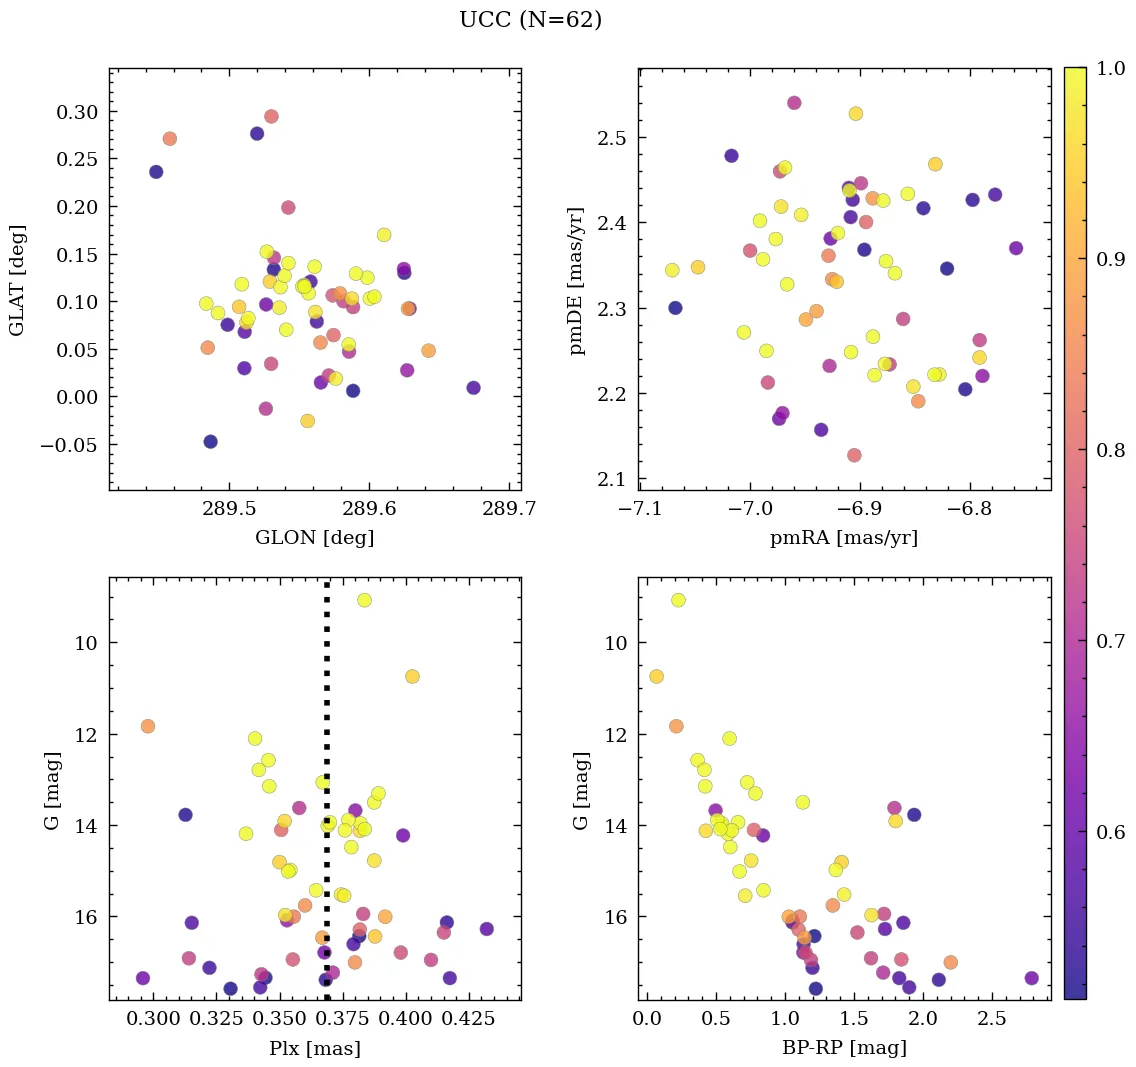 UCC (N=62)
GLAT [deg]
0.30
0.25
0.20
0.15
0.10
0.05
0.00
−0.05
289.5 289.6 289.7
GLON [deg]
pmDE [mas/yr]
2.5
2.4
2.3
2.2
2.1
−7.1 −7.0 −6.9 −6.8
pmRA [mas/yr]
1.0
0.9
0.8
0.7
0.6
G [mag]
10
12
14
16
0.300 0.325 0.350 0.375 0.400 0.425
Plx [mas]
G [mag]
10
12
14
16
0.0 0.5 1.0 1.5 2.0 2.5
BP-RP [mag]